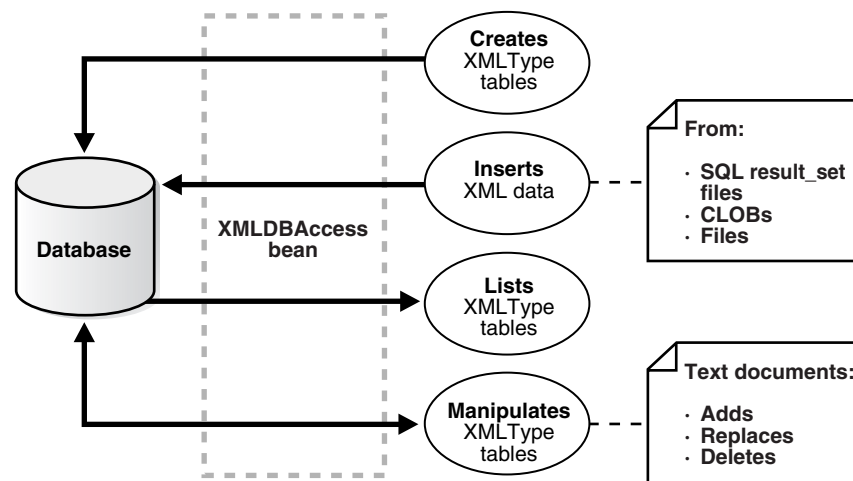 Creates
XMLType
tables
From:
· SQL result_set
files
· CLOBs
· Files
Inserts
XML data
Database
XMLDBAccess
bean
Lists
XMLType
tables
Text documents:
· Adds
· Replaces
· Deletes
Manipulates
XMLType
tables